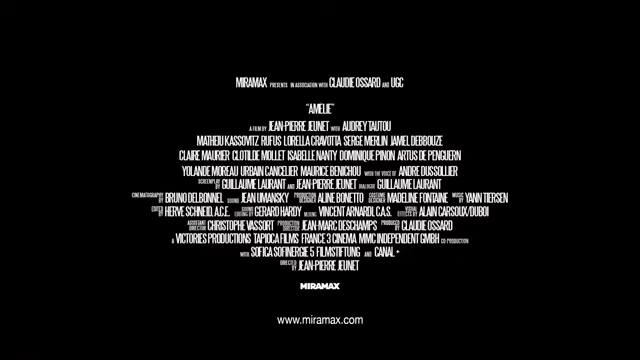 MIRAMAX PRESENTS IN ASSOCIATION WITH CLAUDIE OSSARD AND UGC
"AMELIE"
A FILM BY JEAN-PIERRE JEUNET WITH AUDREY TAUTOU
MATHIEU KASSOVITZ RUFUS LORELLA CRAVOTTA SERGE MERLIN JAMEL DEBBOUZE
CLAIRE MAURIER CLOTILDE MOLLET ISABELLE NANTY DOMINIQUE PINON ARTUS DE PENGUERN
YOLANDE MOREAU URBAIN CANCELIER MAURICE BENICHOU WITH THE VOICE OF ANDRE DUSSOLLIER
SCREENPLAY BY GUILLAUME LAURANT AND JEAN-PIERRE JEUNET DIALOGUE GUILLAUME LAURANT
CINEMATOGRAPHY BY BRUNO DELBONNEL SOUND JEAN UMANSKY PRODUCTION DESIGNER ALINE BONETTO COSTUME DESIGNER MADELINE FONTAINE MUSIC BY YANN TIERSEN
EDITED BY HERVE SCHNEID, A.C.E. SOUND EDITING BY GERARD HARDY MIXING VINCENT ARNARDI, C.A.S. VISUAL EFFECTS BY ALAIN CARSOUX/DUBOI
ASSISTANT DIRECTOR CHRISTOPHE VASSORT PRODUCTION DIRECTOR JEAN-MARC DESCHAMPS PRODUCED BY CLAUDIE OSSARD
A VICTORIES PRODUCTIONS TAPIOCA FILMS FRANCE 3 CINEMA MMC INDEPENDENT GMBH CO PRODUCTION
WITH SOFICA SOFINERGIE 5 FILMSTIFTUNG AND CANAL +
DIRECTED BY JEAN-PIERRE JEUNET
MIRAMAX
www.miramax.com